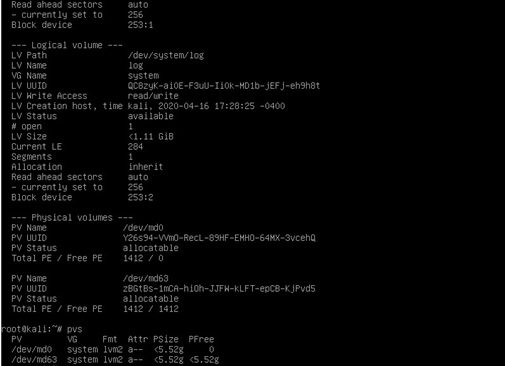 Read ahead sectors     auto
- currently set to     256
Block device           253:1
--- Logical volume ---
LV Path                /dev/system/log
LV Name                log
VG Name                system
LV UUID                QC8zyK-aiOE-F3uU-IiOk-MD1b-jEFj-eh9h8t
LV Write Access        read/write
LV Creation host, time kali, 2020-04-16 17:28:25 -0400
LV Status              available
# open                 1
LV Size                <1.11 GiB
Current LE             284
Segments               1
Allocation             inherit
Read ahead sectors     auto
- currently set to     256
Block device           253:2
--- Physical volumes ---
PV Name               /dev/md0
PV UUID               Y26s94-VVmO-RecL-89HF-EMHO-64MX-3vcehQ
PV Status             allocatable
Total PE / Free PE    1412 / 0
PV Name               /dev/md63
PV UUID               zBGtBs-1mCA-hiOh-JJFW-kLFT-epCB-KjPvd5
PV Status             allocatable
Total PE / Free PE    1412 / 1412
root@kali:~# pvs
PV         VG     Fmt  Attr PSize  PFree
/dev/md0   system lvm2 a--  <5.52g     0
/dev/md63  system lvm2 a--  <5.52g <5.52g